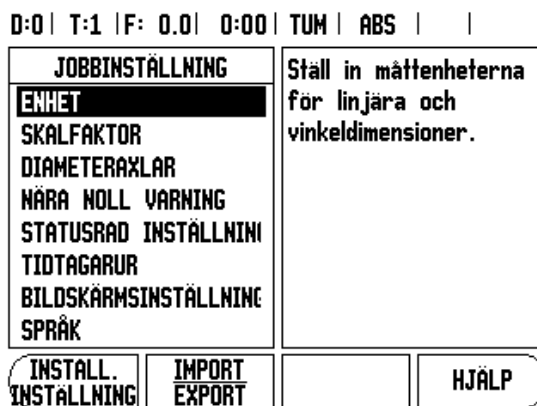 D:0 | T:1 | F: 0.0 | 0:00 | TUM | ABS | |
JOBBINSTÄLLNING
ENHET
SKALFAKTOR
DIAMETERAXLAR
NÄRA NOLL VARNING
STATUSRAD INSTÄLLNIN
TIDTAGARUR
BILDSKÄRMSINSTÄLLNING
SPRÅK
Ställ in måttenheterna
för linjära och
vinkeldimensioner.
INSTALL.
INSTÄLLNING
IMPORT
EXPORT
HJÄLP